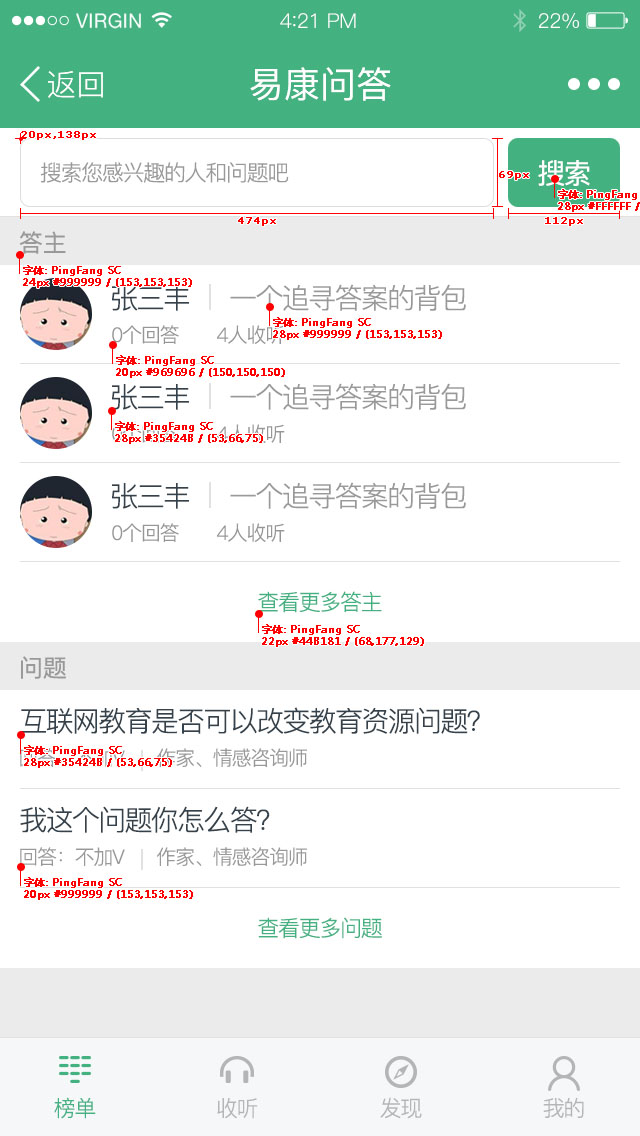 VIRGIN 4:21 PM 22%
返回 易康问答
20px,138px
搜索您感兴趣的人和问题吧 搜索
69px
字体: PingFang
28px #FFFFFF /
474px 112px
答主
字体: PingFang SC
24px #999999 / (153,153,153)
张三丰 一个追寻答案的背包
字体: PingFang SC
28px #999999 / (153,153,153)
0个回答 4人收听
字体: PingFang SC
20px #969696 / (150,150,150)
张三丰 一个追寻答案的背包
字体: PingFang SC
28px #35424B / (53,66,75)
4人收听
张三丰 一个追寻答案的背包
0个回答 4人收听
查看更多答主
字体: PingFang SC
22px #44B181 / (68,177,129)
问题
互联网教育是否可以改变教育资源问题?
字体: PingFang SC
28px #35424B / (53,66,75)
作家、情感咨询师
我这个问题你怎么答?
回答: 不加V 作家、情感咨询师
字体: PingFang SC
20px #999999 / (153,153,153)
查看更多问题
榜单 收听 发现 我的